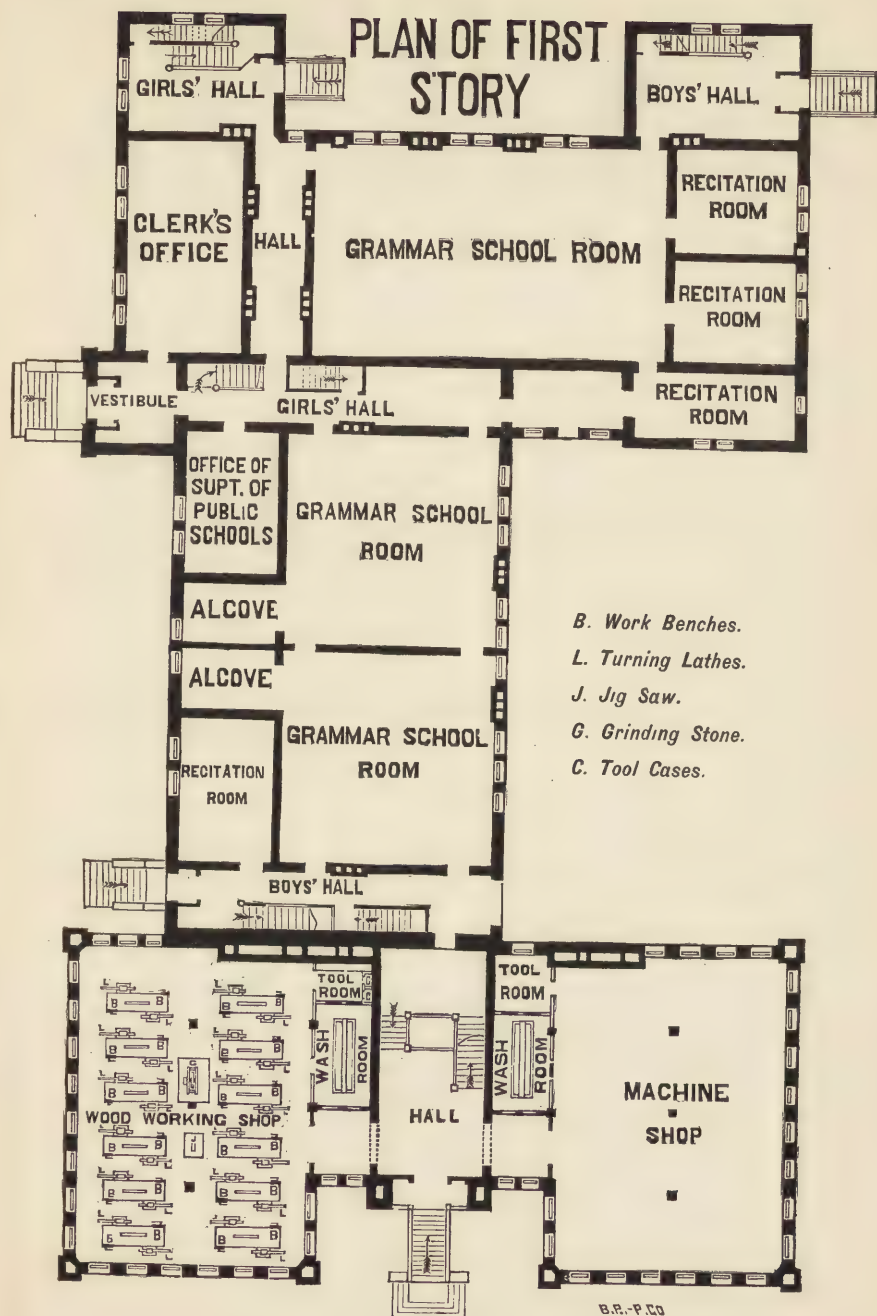 PLAN OF FIRST
STORY
GIRLS' HALL
BOYS' HALL
RECITATION
ROOM
CLERK'S
OFFICE
HALL
GRAMMAR SCHOOL ROOM
RECITATION
ROOM
VESTIBULE
GIRLS' HALL
RECITATION
ROOM
OFFICE OF
SUPT. OF
PUBLIC
SCHOOLS
GRAMMAR SCHOOL
ROOM
ALCOVE
ALCOVE
GRAMMAR SCHOOL
ROOM
RECITATION
ROOM
B. Work Benches.
L. Turning Lathes.
J. Jig Saw.
G. Grinding Stone.
C. Tool Cases.
BOYS' HALL
TOOL
ROOM
WASH
ROOM
HALL
TOOL
ROOM
WASH
ROOM
WOOD WORKING SHOP
MACHINE
SHOP
B B
B B
B B
B B
B B
B B
B B
B B
B B
B B
B B
B B
G
J
B.P.-P.CO